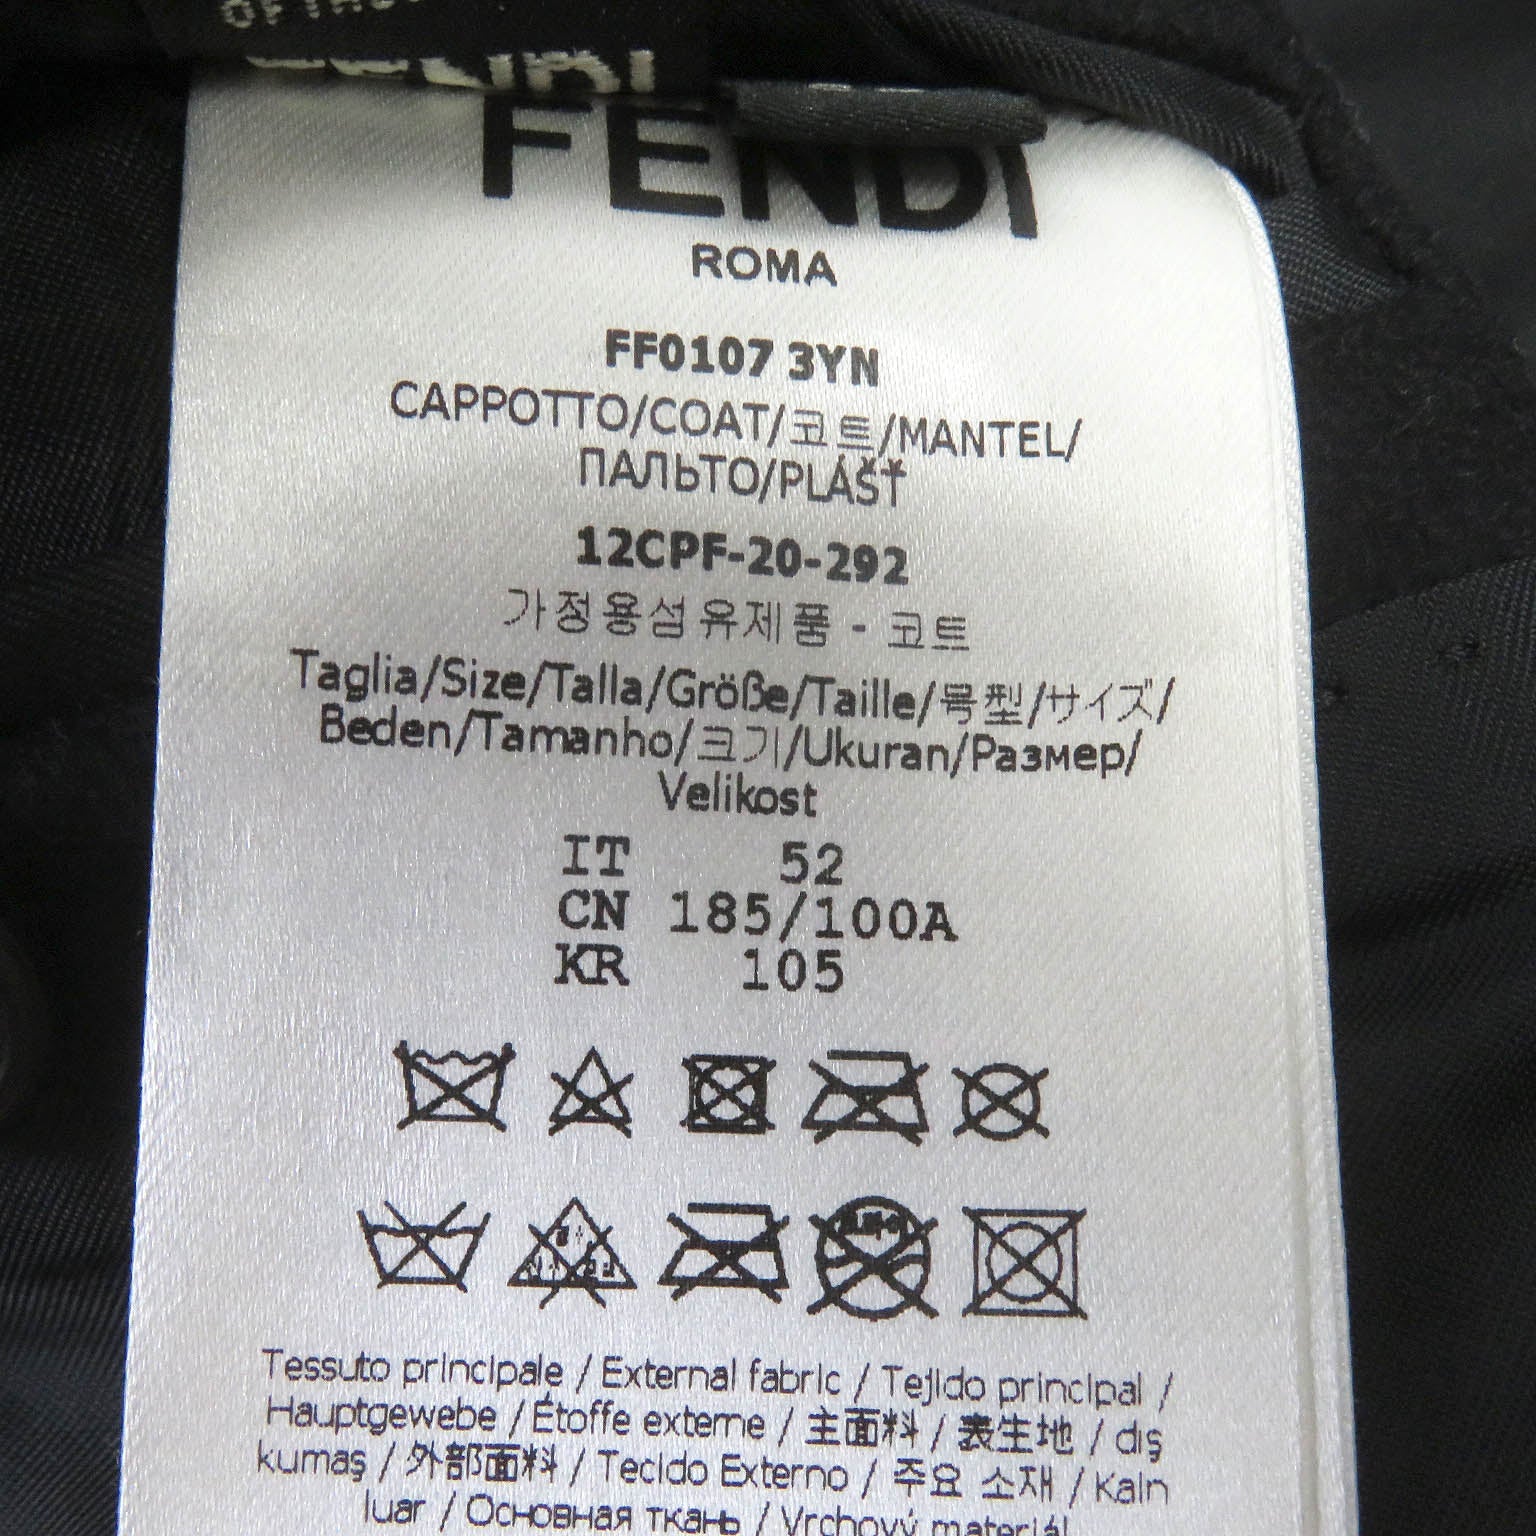 FENDI
ROMA
FF0107 3YN
CAPPOTTO/COAT/코트/MANTEL/
ПАЛЬТО/PLÁŠŤ
12CPF-20-292
가정용섬유제품 - 코트
Taglia/Size/Talla/Größe/Taille/号型/サイズ/
Beden/Tamanho/크기/Ukuran/Размер/
Velikost
IT 52
CN 185/100A
KR 105
Tessuto principale / External fabric / Tejido principal /
Hauptgewebe / Étoffe externe / 主面料 / 表生地 / dış
kumaş / 外部面料 / Tecido Externo / 주요 소재 / Kain
luar / Основная ткань / Vrchový materiál